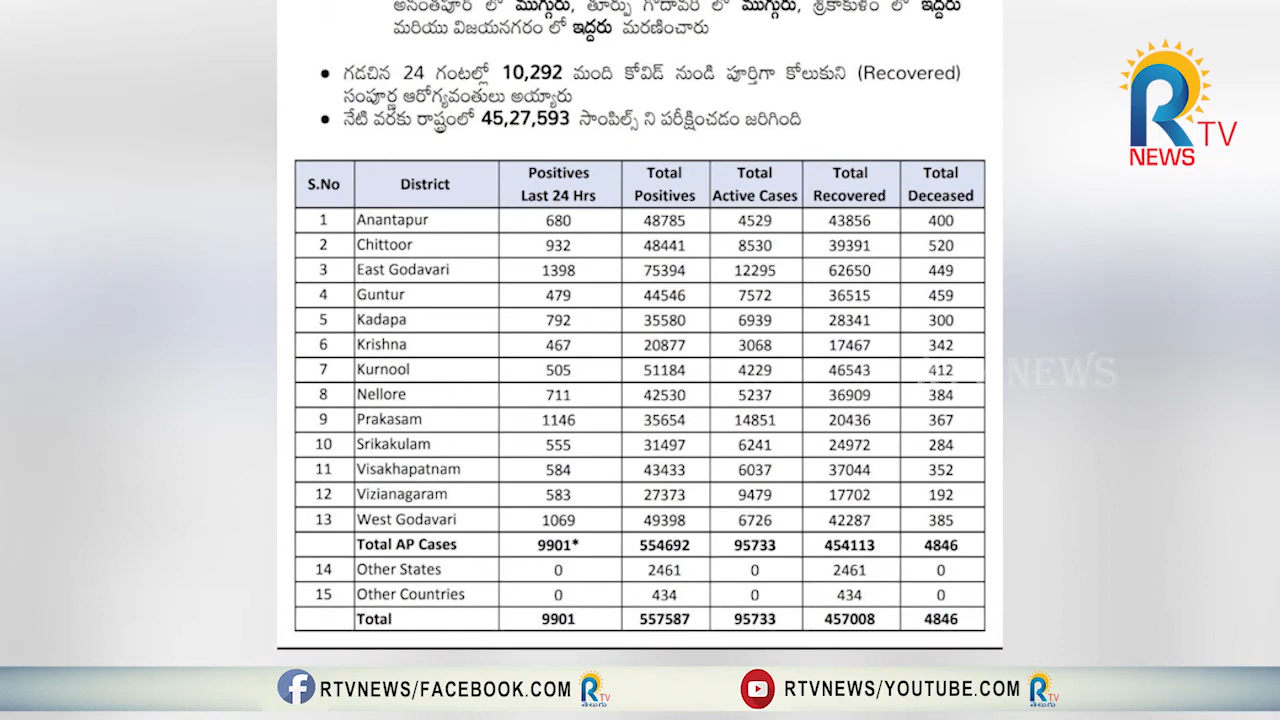 అనంతపూర్ లో ముగ్గురు, తూర్పు గోదావరి లో ముగ్గురు, శ్రీకాకుళం లో ఇద్దరు
మరియు విజయనగరం లో ఇద్దరు మరణించారు
• గడచిన 24 గంటల్లో 10,292 మంది కోవిడ్ నుండి పూర్తిగా కోలుకుని (Recovered)
సంపూర్ణ ఆరోగ్యవంతులు అయ్యారు
• నేటి వరకు రాష్ట్రంలో 45,27,593 సాంపిల్స్ ని పరీక్షించడం జరిగింది
R TV
NEWS
S.No District Positives Last 24 Hrs Total Positives Total Active Cases Total Recovered Total Deceased
1 Anantapur 680 48785 4529 43856 400
2 Chittoor 932 48441 8530 39391 520
3 East Godavari 1398 75394 12295 62650 449
4 Guntur 479 44546 7572 36515 459
5 Kadapa 792 35580 6939 28341 300
6 Krishna 467 20877 3068 17467 342
7 Kurnool 505 51184 4229 46543 412
8 Nellore 711 42530 5237 36909 384
9 Prakasam 1146 35654 14851 20436 367
10 Srikakulam 555 31497 6241 24972 284
11 Visakhapatnam 584 43433 6037 37044 352
12 Vizianagaram 583 27373 9479 17702 192
13 West Godavari 1069 49398 6726 42287 385
Total AP Cases 9901* 554692 95733 454113 4846
14 Other States 0 2461 0 2461 0
15 Other Countries 0 434 0 434 0
Total 9901 557587 95733 457008 4846
RTV NEWS
RTVNEWS/FACEBOOK.COM R TV తెలుగు
RTVNEWS/YOUTUBE.COM R TV తెలుగు